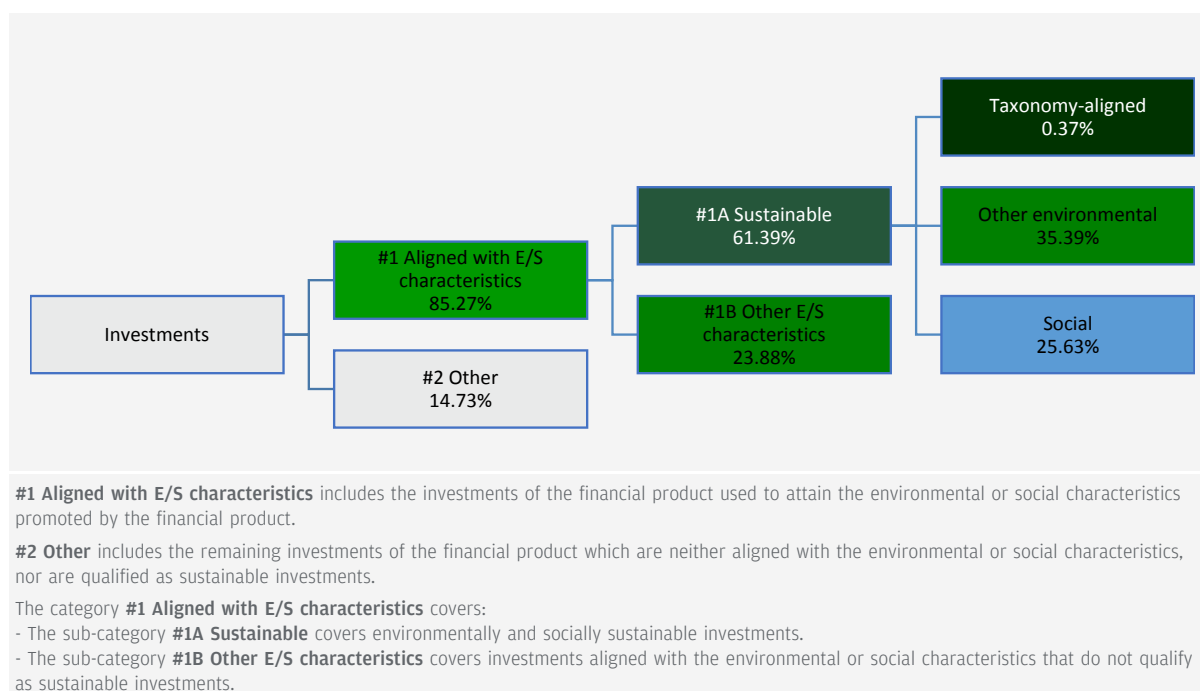 Taxonomy-aligned
0.37%
#1A Sustainable
61.39%
Other environmental
35.39%
#1 Aligned with E/S
characteristics
85.27%
Investments
#1B Other E/S
characteristics
23.88%
Social
25.63%
#2 Other
14.73%
#1 Aligned with E/S characteristics includes the investments of the financial product used to attain the environmental or social characteristics
promoted by the financial product.
#2 Other includes the remaining investments of the financial product which are neither aligned with the environmental or social characteristics,
nor are qualified as sustainable investments.
The category #1 Aligned with E/S characteristics covers:
- The sub-category #1A Sustainable covers environmentally and socially sustainable investments.
- The sub-category #1B Other E/S characteristics covers investments aligned with the environmental or social characteristics that do not qualify
as sustainable investments.